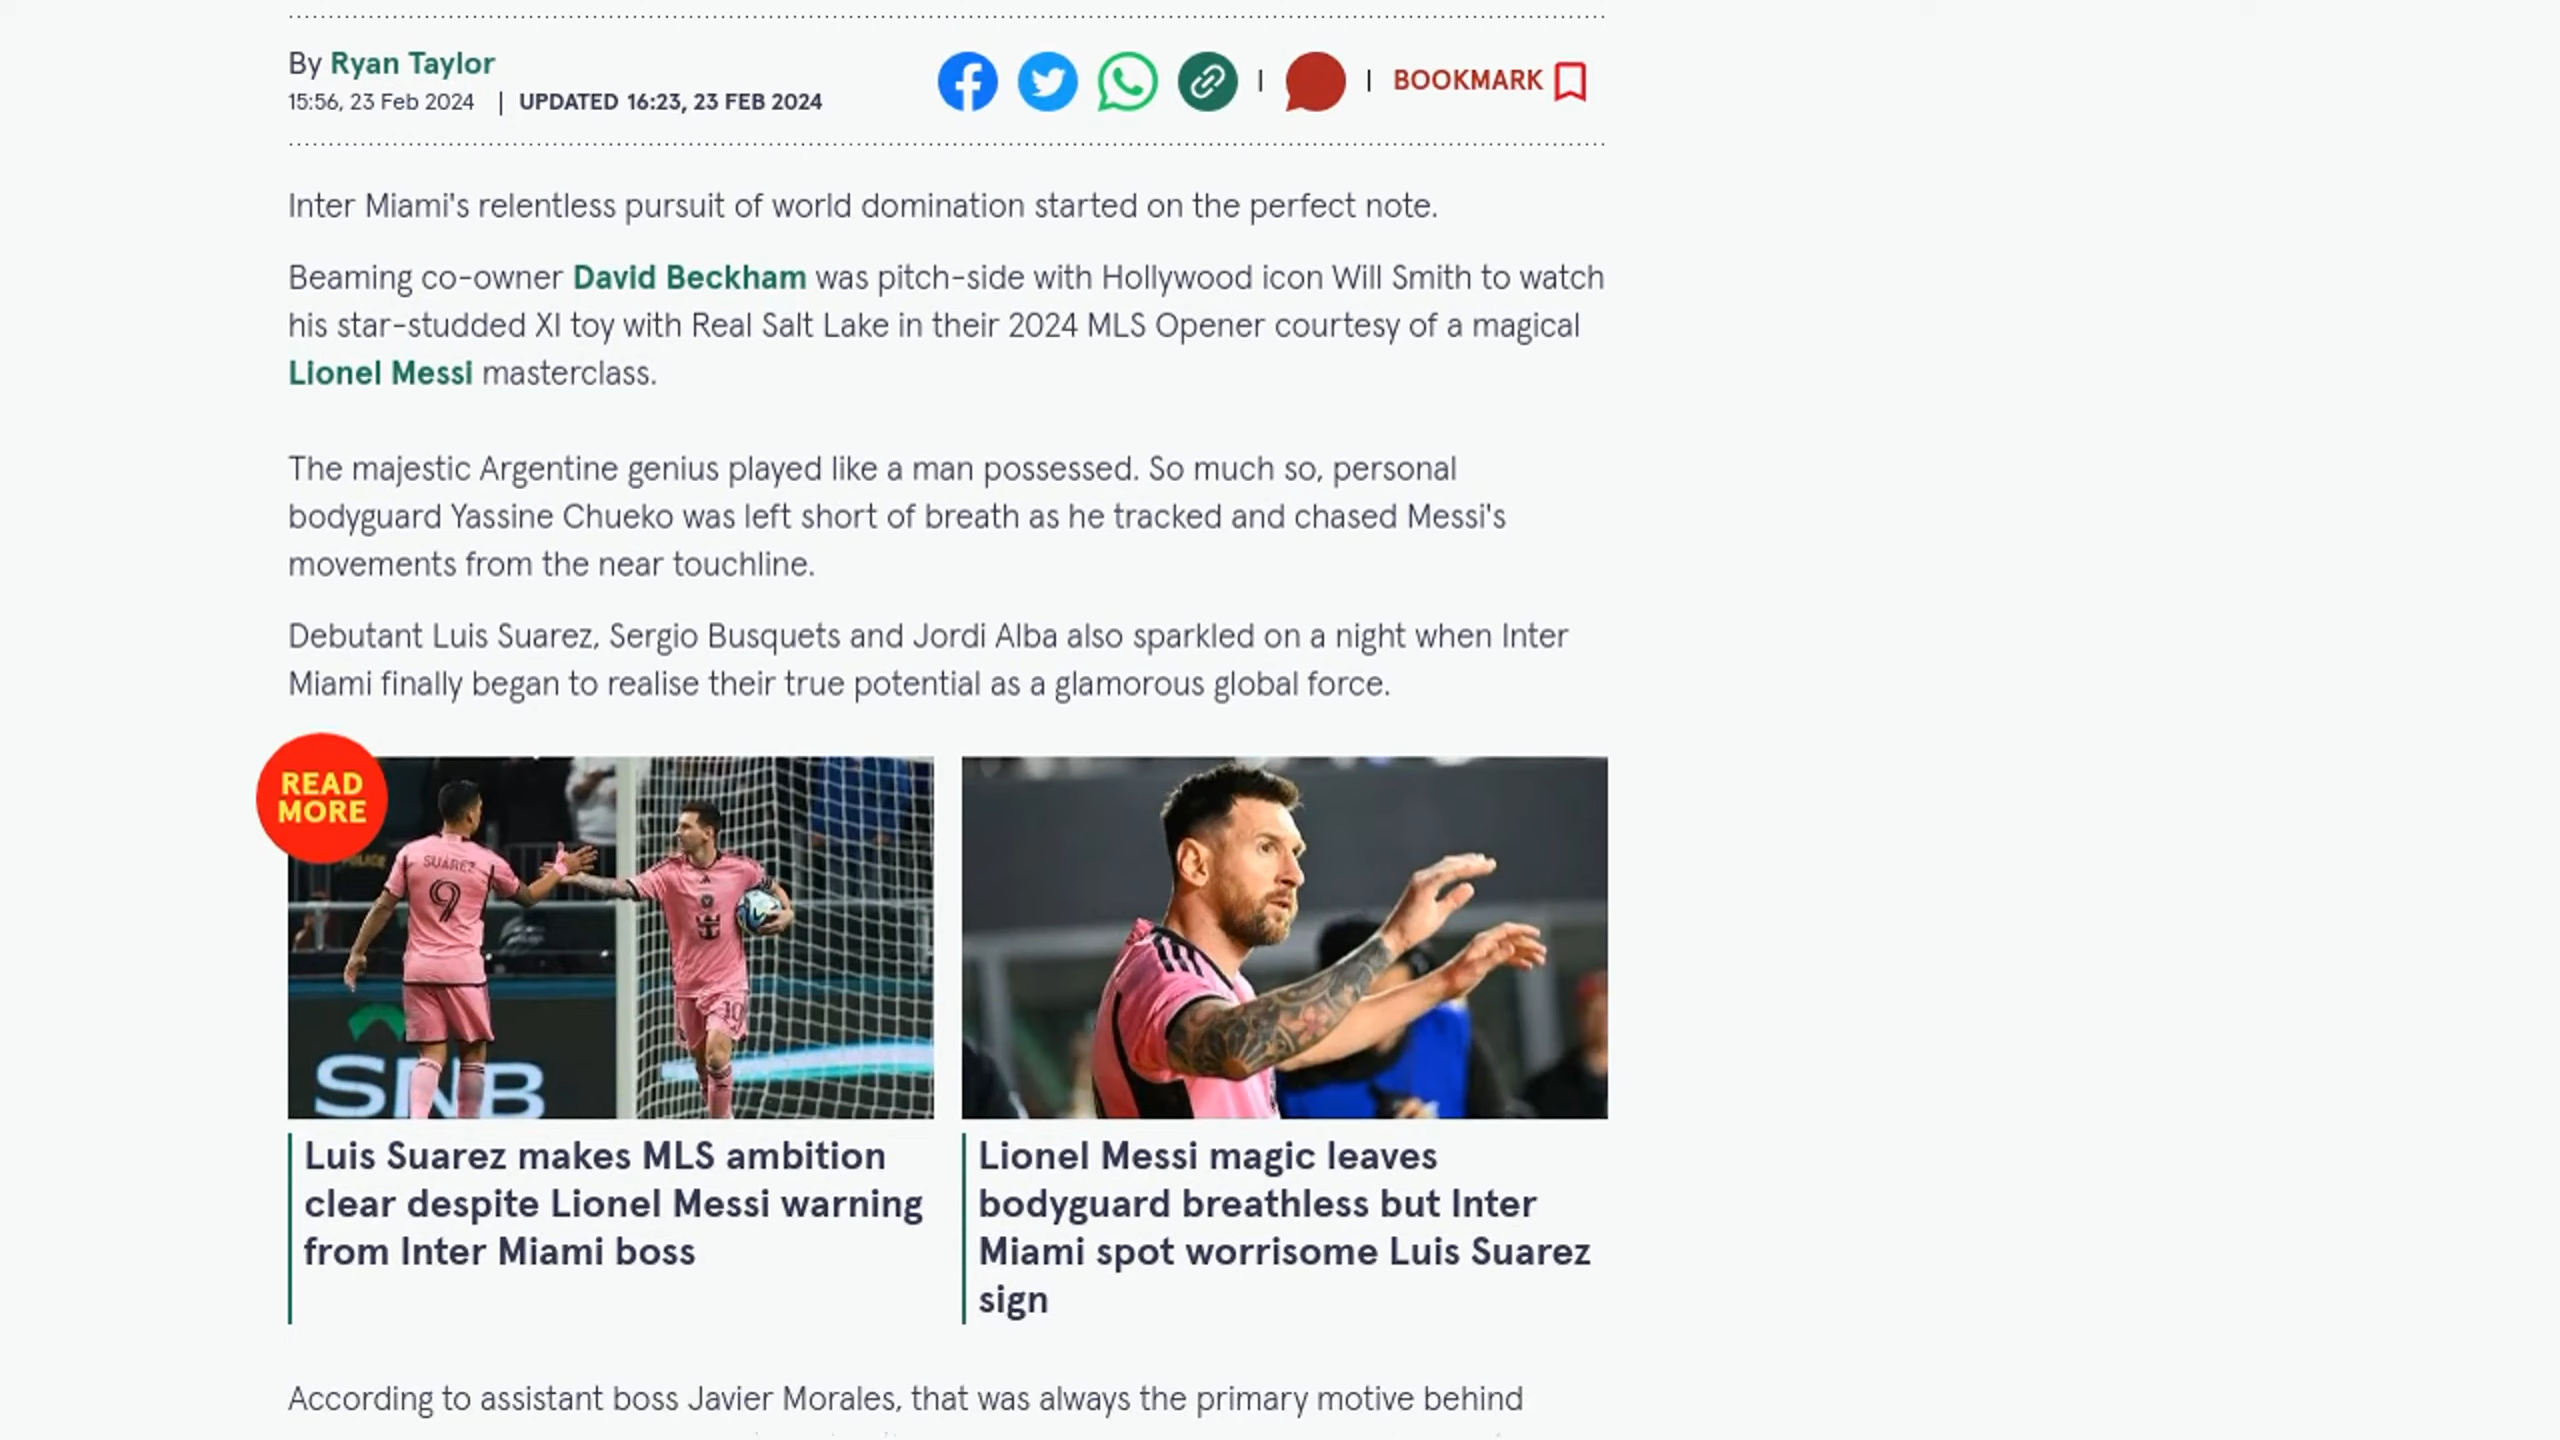 By Ryan Taylor
15:56, 23 Feb 2024 | UPDATED 16:23, 23 FEB 2024
BOOKMARK
Inter Miami's relentless pursuit of world domination started on the perfect note.
Beaming co-owner David Beckham was pitch-side with Hollywood icon Will Smith to watch
his star-studded XI toy with Real Salt Lake in their 2024 MLS Opener courtesy of a magical
Lionel Messi masterclass.
The majestic Argentine genius played like a man possessed. So much so, personal
bodyguard Yassine Chueko was left short of breath as he tracked and chased Messi's
movements from the near touchline.
Debutant Luis Suarez, Sergio Busquets and Jordi Alba also sparkled on a night when Inter
Miami finally began to realise their true potential as a glamorous global force.
READ
MORE
POLICE
SUÁREZ
9
10
SNB
Luis Suarez makes MLS ambition
clear despite Lionel Messi warning
from Inter Miami boss
Lionel Messi magic leaves
bodyguard breathless but Inter
Miami spot worrisome Luis Suarez
sign
According to assistant boss Javier Morales, that was always the primary motive behind